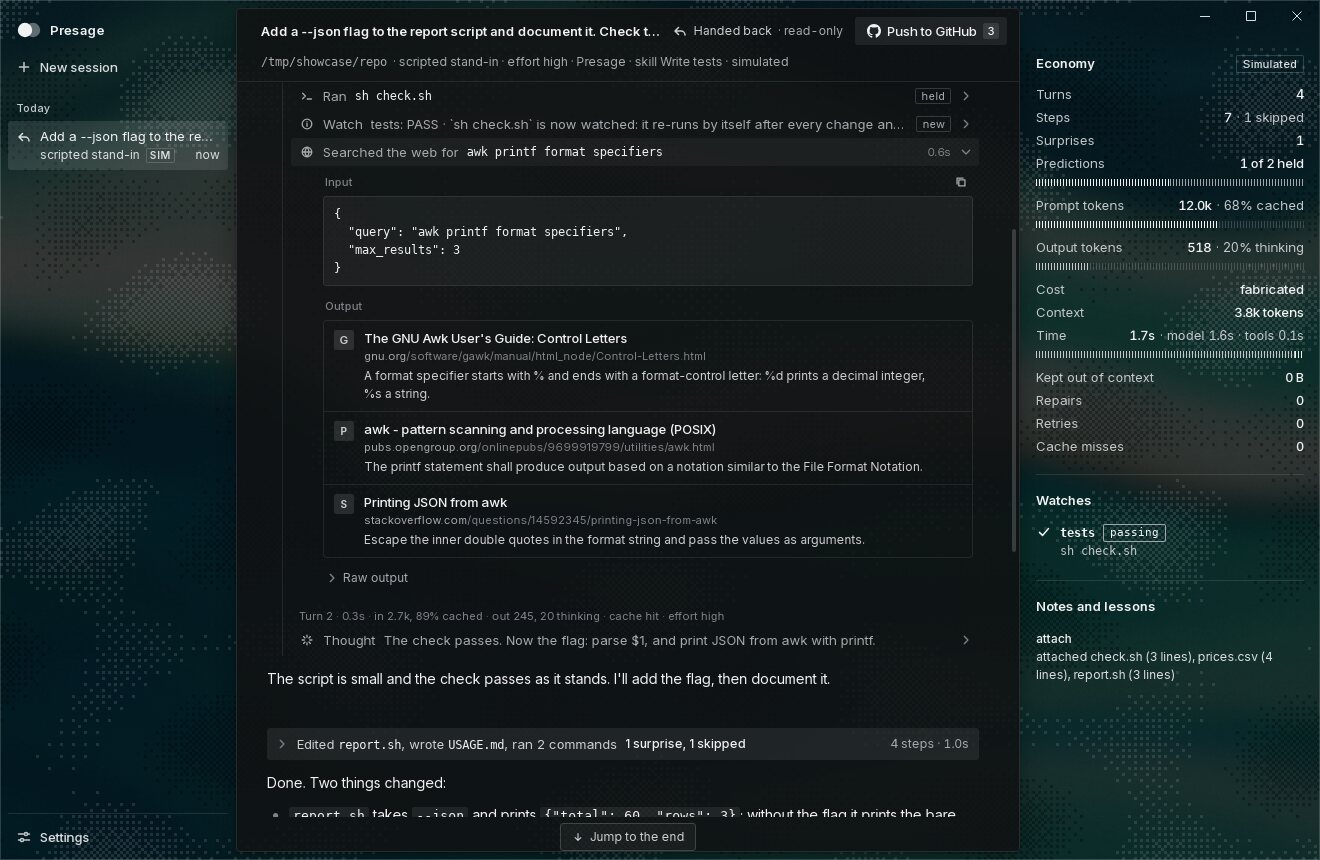 Presage
New session
Today
Add a --json flag to the re...
scripted stand-in SIM now
Settings
Add a --json flag to the report script and document it. Check t...
Handed back · read-only
Push to GitHub 3
/tmp/showcase/repo · scripted stand-in · effort high · Presage · skill Write tests · simulated
Ran sh check.sh held
Watch tests: PASS · `sh check.sh` is now watched: it re-runs by itself after every change an... new
Searched the web for awk printf format specifiers 0.6s
Input
{
"query": "awk printf format specifiers",
"max_results": 3
}
Output
G The GNU Awk User's Guide: Control Letters
gnu.org/software/gawk/manual/html_node/Control-Letters.html
A format specifier starts with % and ends with a format-control letter: %d prints a decimal integer,
%s a string.
P awk - pattern scanning and processing language (POSIX)
pubs.opengroup.org/onlinepubs/9699919799/utilities/awk.html
The printf statement shall produce output based on a notation similar to the File Format Notation.
S Printing JSON from awk
stackoverflow.com/questions/14592345/printing-json-from-awk
Escape the inner double quotes in the format string and pass the values as arguments.
Raw output
Turn 2 · 0.3s · in 2.7k, 89% cached · out 245, 20 thinking · cache hit · effort high
Thought The check passes. Now the flag: parse $1, and print JSON from awk with printf.
The script is small and the check passes as it stands. I'll add the flag, then document it.
Edited report.sh, wrote USAGE.md, ran 2 commands 1 surprise, 1 skipped 4 steps · 1.0s
Done. Two things changed:
• report.sh takes --json and prints {"total": 60, "rows": 3}; without the flag it prints the bare
Jump to the end
Economy Simulated
Turns 4
Steps 7 · 1 skipped
Surprises 1
Predictions 1 of 2 held
Prompt tokens 12.0k · 68% cached
Output tokens 518 · 20% thinking
Cost fabricated
Context 3.8k tokens
Time 1.7s · model 1.6s · tools 0.1s
Kept out of context 0 B
Repairs 0
Retries 0
Cache misses 0
Watches
tests passing
sh check.sh
Notes and lessons
attach
attached check.sh (3 lines), prices.csv (4
lines), report.sh (3 lines)